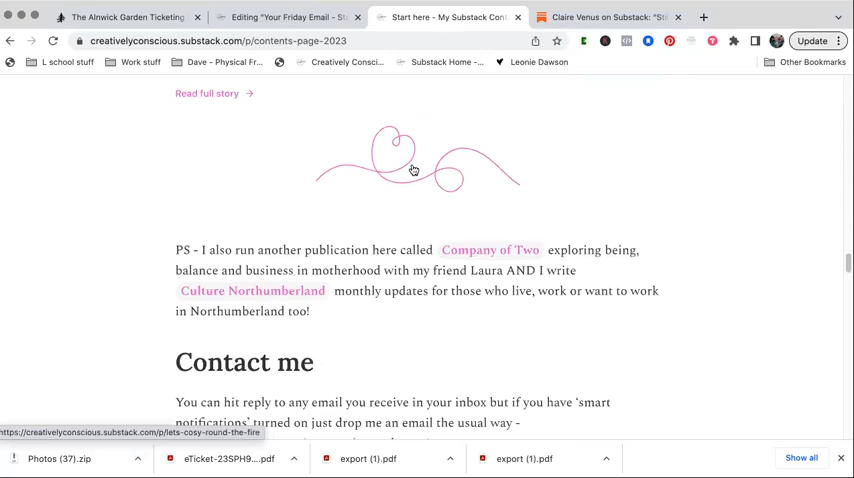 The Alnwick Garden Ticketing
Editing "Your Friday Email - St
Start here - My Substack Con
Claire Venus on Substack: "Sti
creativelyconscious.substack.com/p/contents-page-2023
Update
L school stuff
Work stuff
Dave - Physical Fr...
Creatively Consci...
Substack Home -...
Leonie Dawson
Other Bookmarks
Read full story →
PS - I also run another publication here called Company of Two exploring being,
balance and business in motherhood with my friend Laura AND I write
Culture Northumberland monthly updates for those who live, work or want to work
in Northumberland too!
Contact me
You can hit reply to any email you receive in your inbox but if you have ‘smart
notifications’ turned on just drop me an email the usual way -
https://creativelyconscious.substack.com/p/lets-cosy-round-the-fire
Photos (37).zip
eTicket-23SPH9....pdf
export (1).pdf
export (1).pdf
Show all